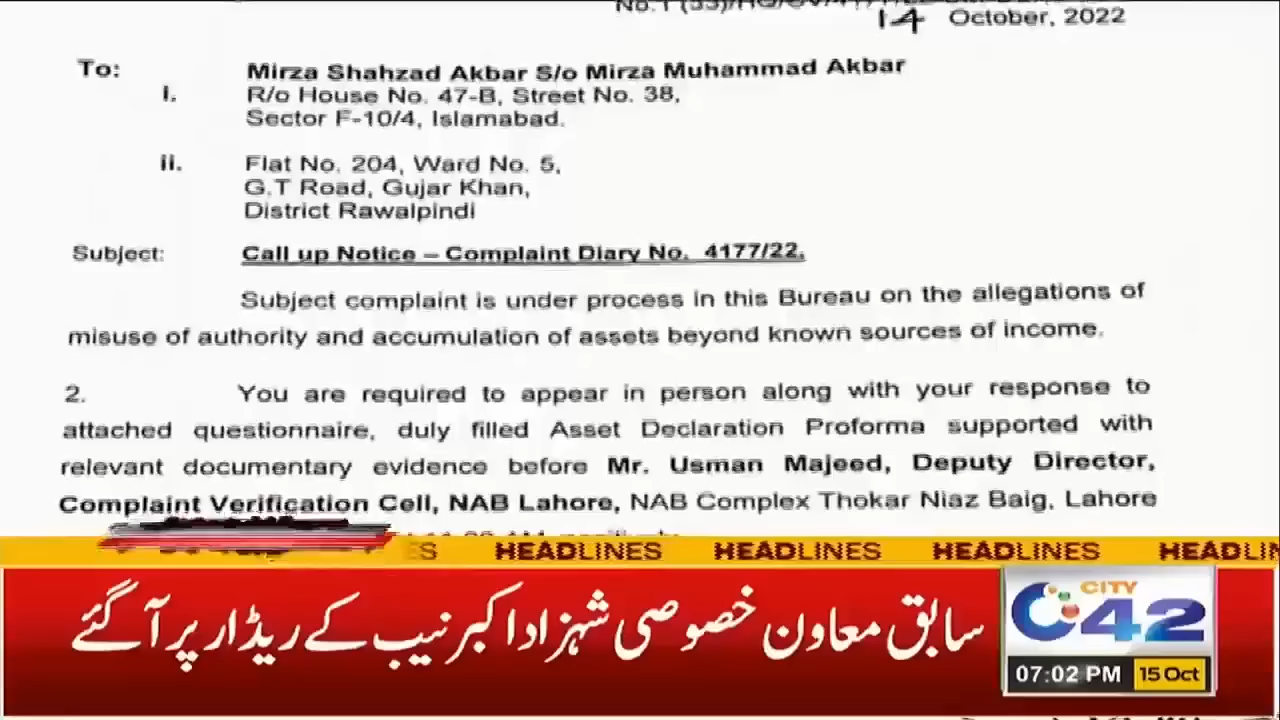 14 October, 2022
To: Mirza Shahzad Akbar S/o Mirza Muhammad Akbar
i. R/o House No. 47-B, Street No. 38,
Sector F-10/4, Islamabad.
ii. Flat No. 204, Ward No. 5,
G.T Road, Gujar Khan,
District Rawalpindi
Subject: Call up Notice – Complaint Diary No. 4177/22.
Subject complaint is under process in this Bureau on the allegations of
misuse of authority and accumulation of assets beyond known sources of income.
2. You are required to appear in person along with your response to
attached questionnaire, duly filled Asset Declaration Proforma supported with
relevant documentary evidence before Mr. Usman Majeed, Deputy Director,
Complaint Verification Cell, NAB Lahore, NAB Complex Thokar Niaz Baig, Lahore
ES HEADLINES HEADLINES HEADLINES HEADLIN
سابق معاون خصوصی شہزاد اکبر نیب کے ریڈار پر آگئے
CITY
42
07:02 PM 15 Oct